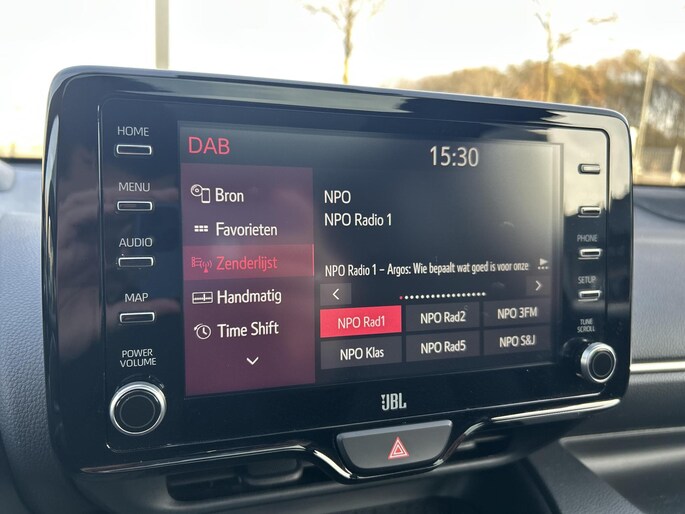 HOME
MENU
AUDIO
MAP
POWER
VOLUME
DAB
15:30
Bron
Favorieten
Zenderlijst
Handmatig
Time Shift
NPO
NPO Radio 1
NPO Radio 1 – Argos: Wie bepaalt wat goed is voor onze
NPO Rad1
NPO Rad2
NPO 3FM
NPO Klas
NPO Rad5
NPO S&J
PHONE
SETUP
TUNE
SCROLL
JBL